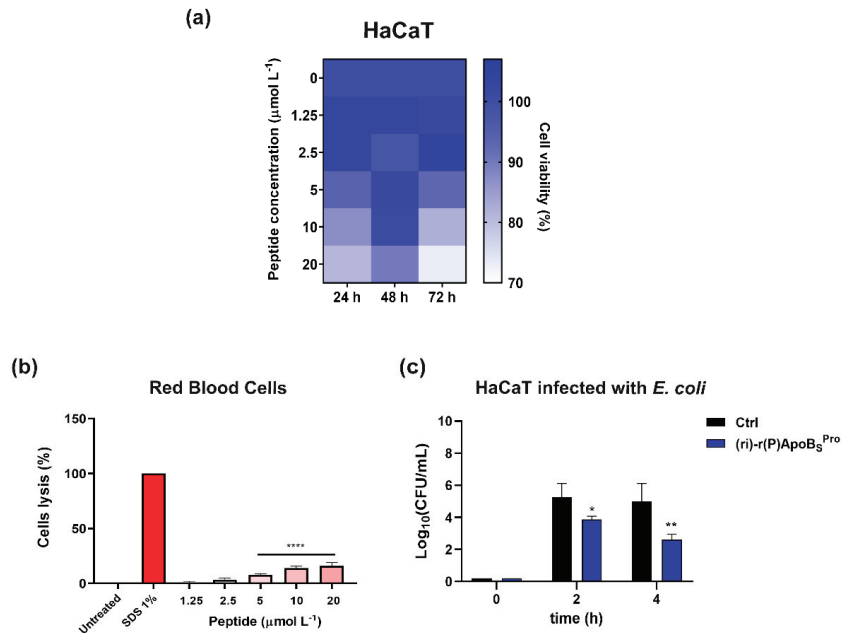 (a)
HaCaT
Peptide concentration (μmol L⁻¹)
0
1.25
2.5
5
10
20
24 h 48 h 72 h
100
90
80
70
Cell viability (%)
(b)
Red Blood Cells
Cells lysis (%)
150
100
50
0
****
Untreated
SDS 1%
1.25 2.5 5 10 20
Peptide (μmol L⁻¹)
(c)
HaCaT infected with E. coli
Ctrl
(ri)-r(P)ApoB_S^Pro
Log₁₀(CFU/mL)
10
8
6
4
2
0
*
**
0 2 4
time (h)